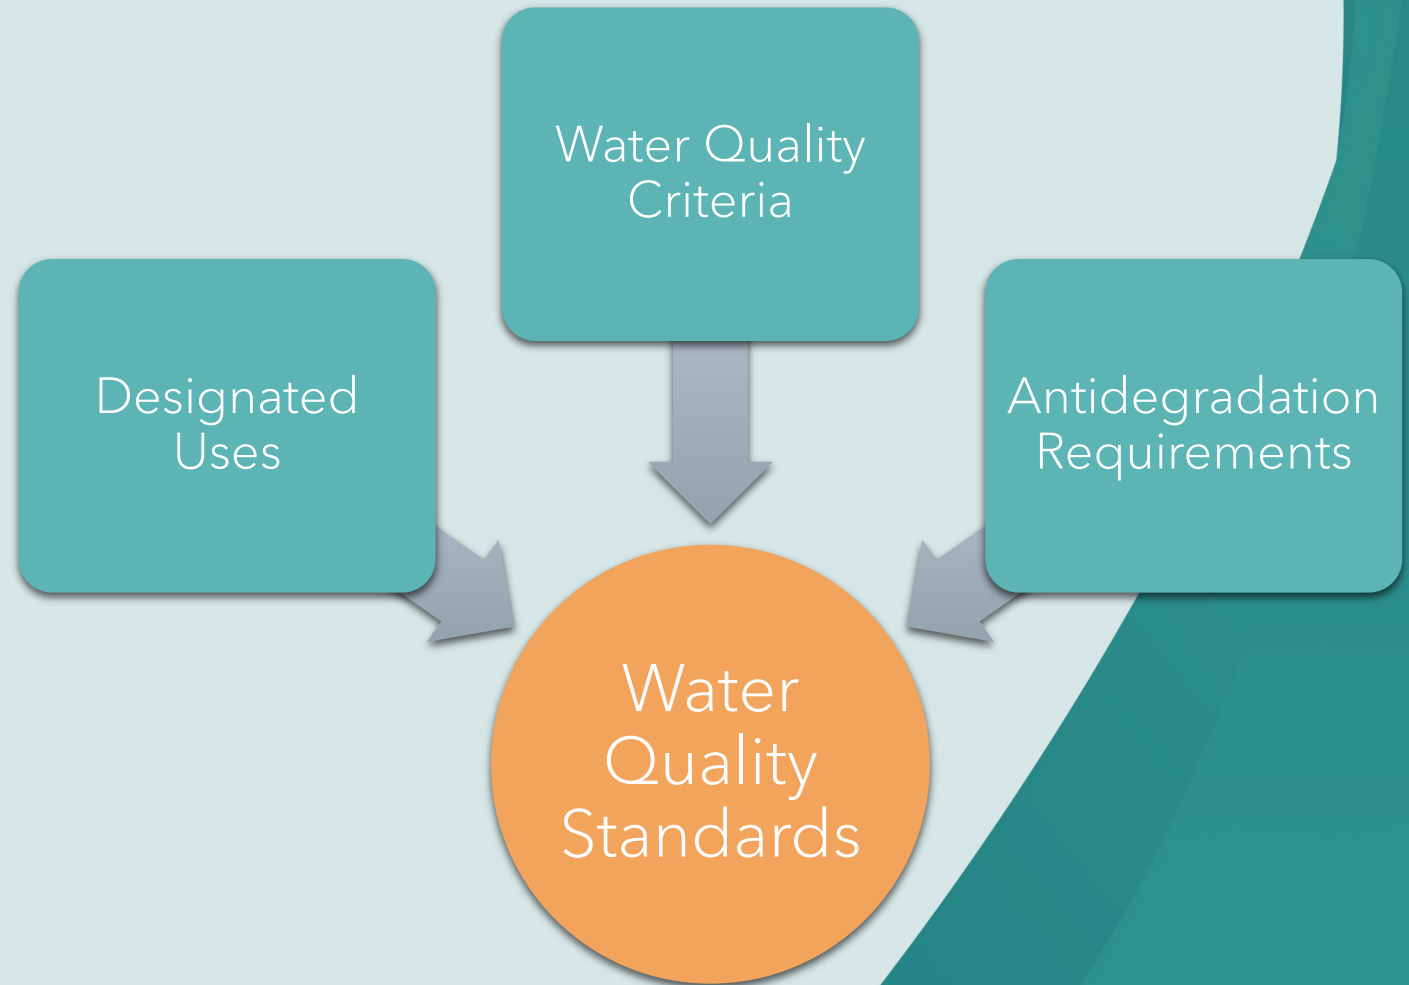 Water Quality
Criteria
Designated
Uses
Antidegradation
Requirements
Water
Quality
Standards